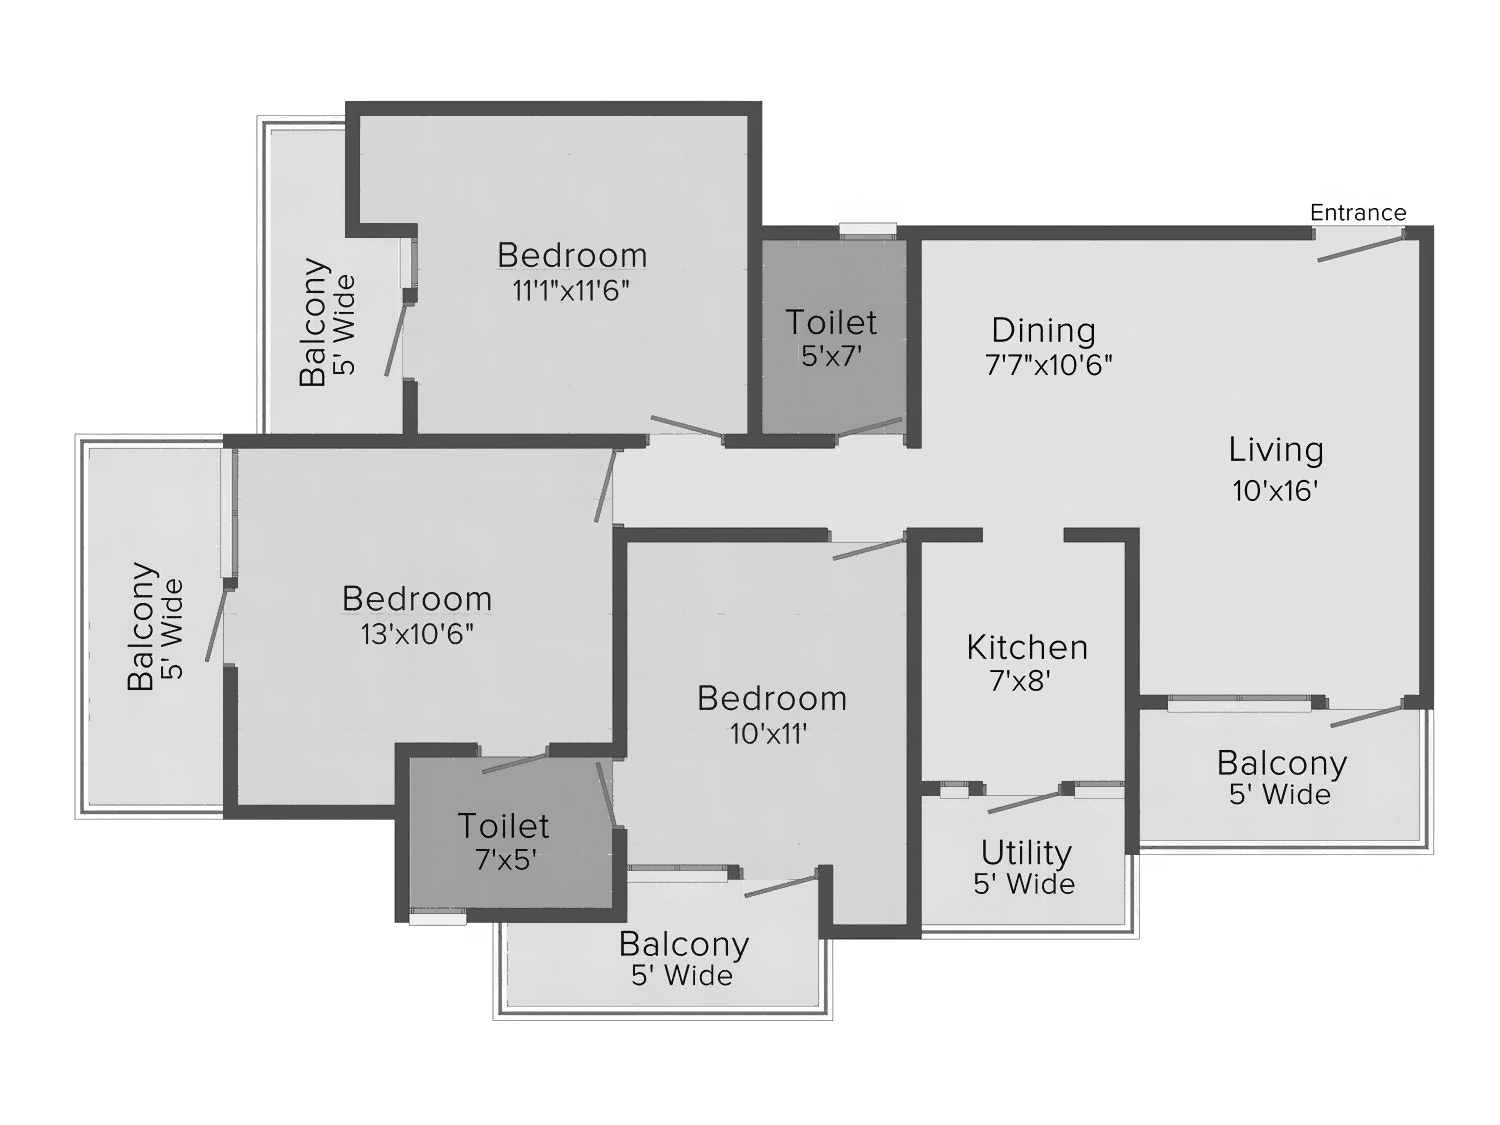 Entrance
Bedroom
11'1"x11'6"
Balcony
5' Wide
Toilet
5'x7'
Dining
7'7"x10'6"
Living
10'x16'
Balcony
5' Wide
Bedroom
13'x10'6"
Bedroom
10'x11'
Kitchen
7'x8'
Balcony
5' Wide
Toilet
7'x5'
Utility
5' Wide
Balcony
5' Wide